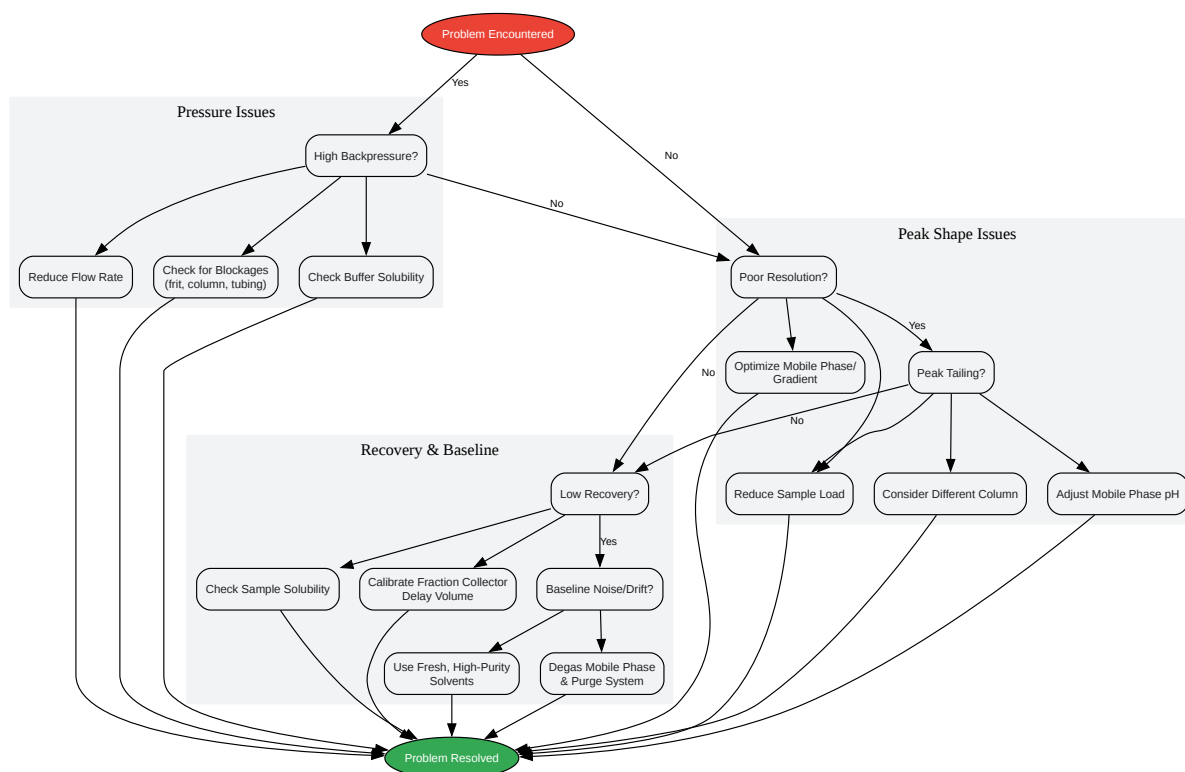 Problem Encountered
Yes
Pressure Issues
High Backpressure?
No
No
Peak Shape Issues
Reduce Flow Rate
Check for Blockages
(frit, column, tubing)
Check Buffer Solubility
Poor Resolution?
Yes
Optimize Mobile Phase/
Gradient
Peak Tailing?
No
No
Recovery & Baseline
Low Recovery?
Reduce Sample Load
Consider Different Column
Adjust Mobile Phase pH
Yes
Check Sample Solubility
Calibrate Fraction Collector
Delay Volume
Baseline Noise/Drift?
Use Fresh, High-Purity
Solvents
Degas Mobile Phase
& Purge System
Problem Resolved